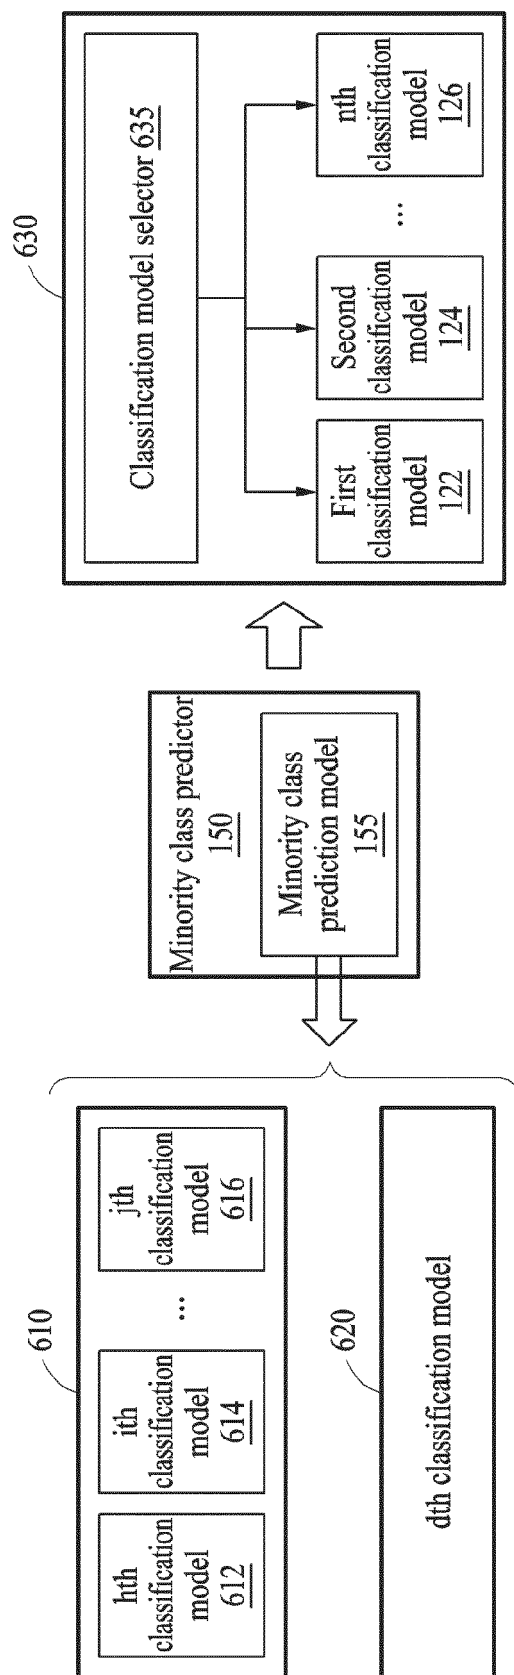 610
hth
classification
model
612
ith
classification
model
614
...
jth
classification
model
616
620
dth classification model
Minority class predictor
150
Minority class
prediction model
155
630
Classification model selector 635
First
classification
model
122
Second
classification
model
124
...
nth
classification
model
126